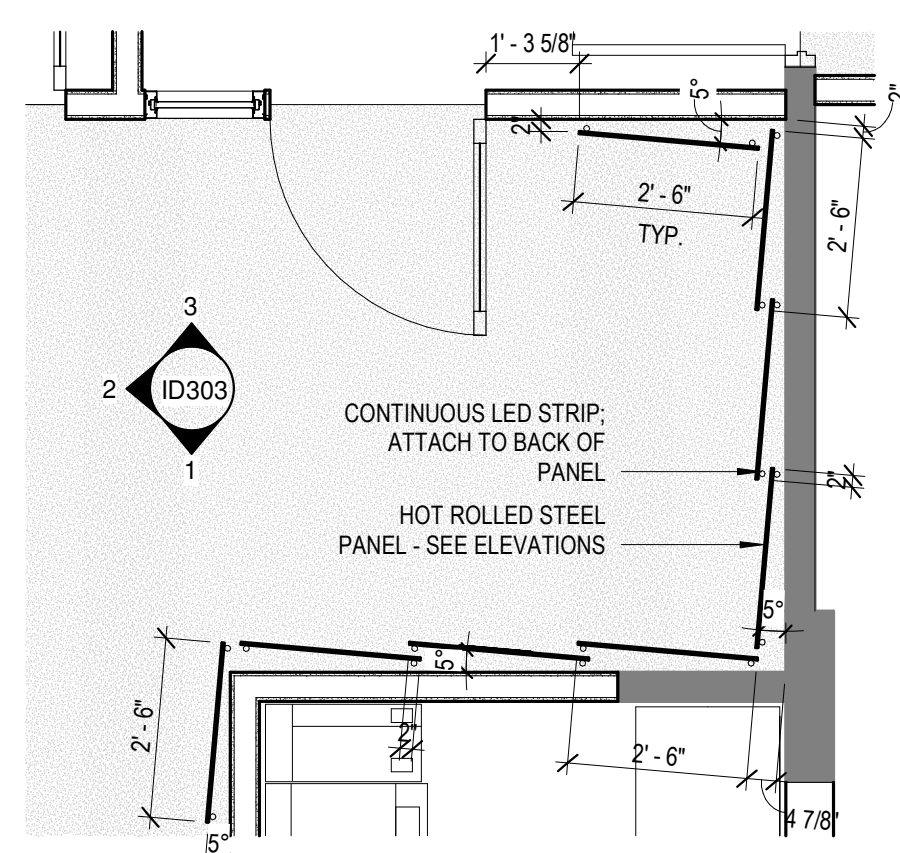 1' - 3 5/8"
5°
2"
2"
2' - 6"
TYP.
2' - 6"
3
2
ID303
1
CONTINUOUS LED STRIP;
ATTACH TO BACK OF
PANEL
2"
HOT ROLLED STEEL
PANEL - SEE ELEVATIONS
5°
5°
2' - 6"
2"
2' - 6"
4 7/8"
5°